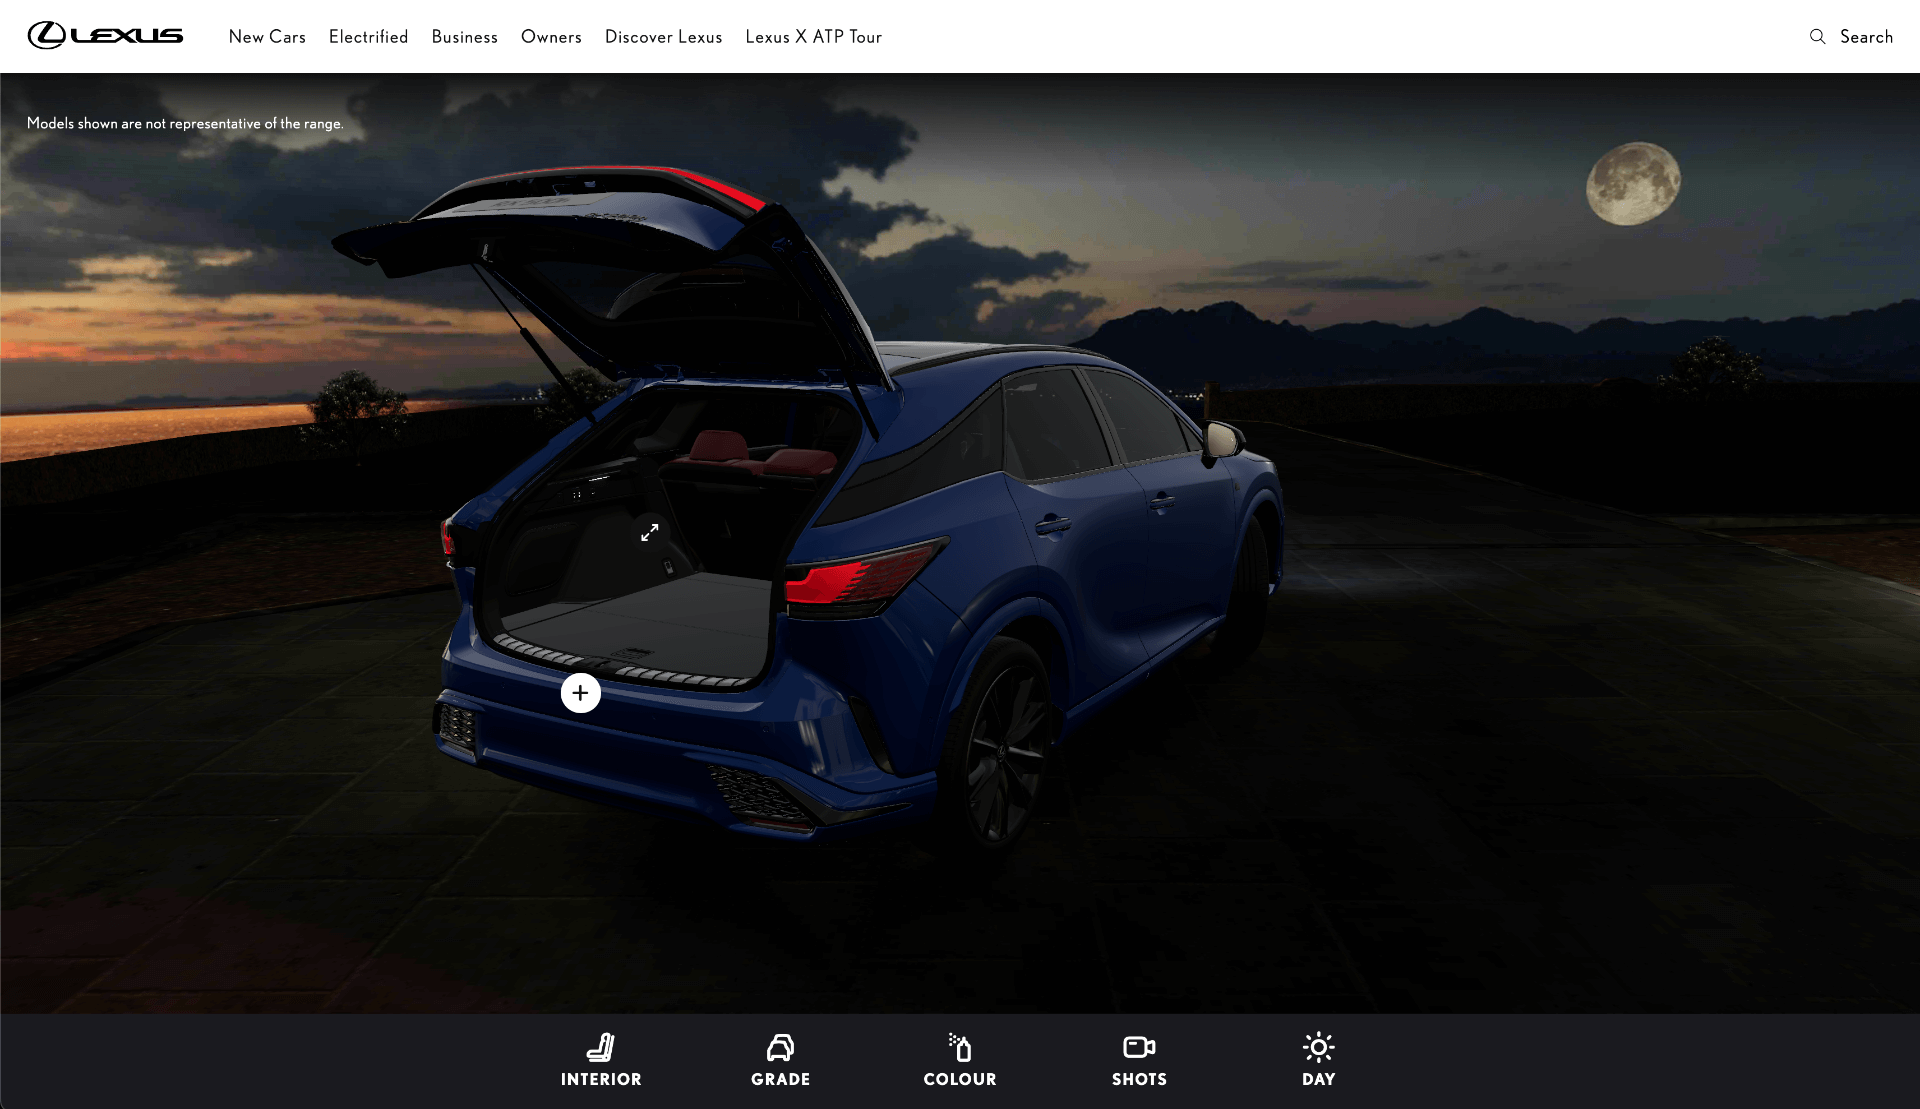 LEXUS
New Cars Electrified Business Owners Discover Lexus Lexus X ATP Tour
Search
Models shown are not representative of the range.
INTERIOR GRADE COLOUR SHOTS DAY